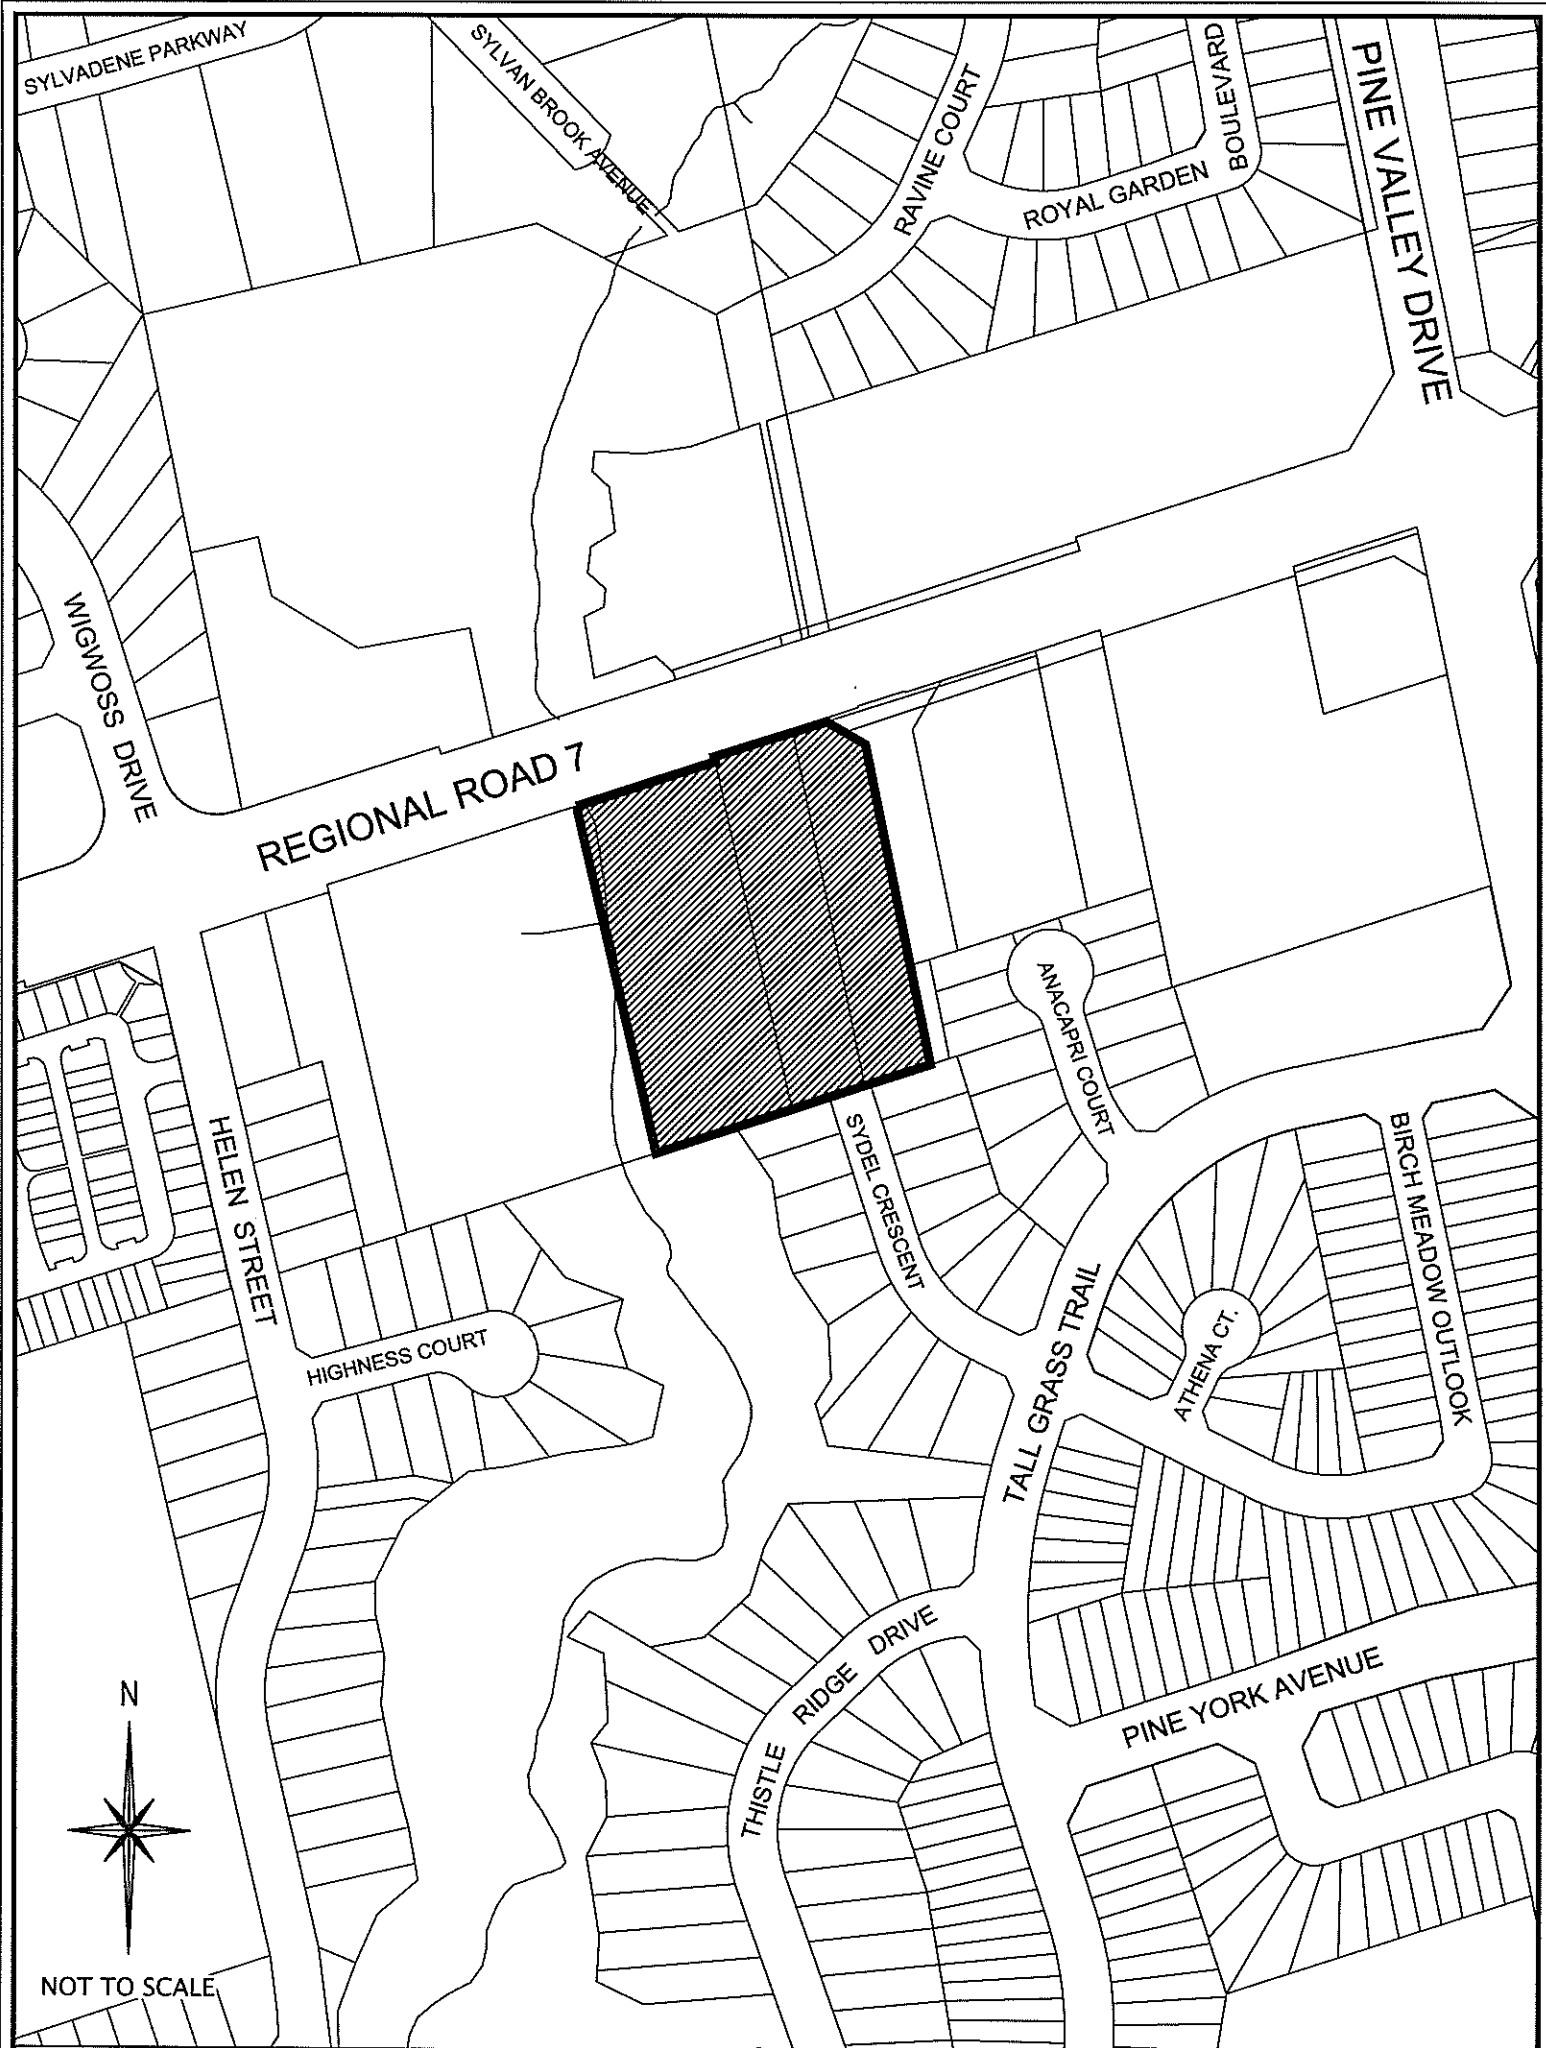 SYLVADENE PARKWAY
SYLVAN BROOK AVENUE
RAVINE COURT
ROYAL GARDEN BOULEVARD
PINE VALLEY DRIVE
WIGWOSS DRIVE
REGIONAL ROAD 7
ANACAPRI COURT
HELEN STREET
SYDEL CRESCENT
BIRCH MEADOW OUTLOOK
HIGHNESS COURT
TALL GRASS TRAIL
ATHENA CT.
THISTLE RIDGE DRIVE
PINE YORK AVENUE
N
NOT TO SCALE